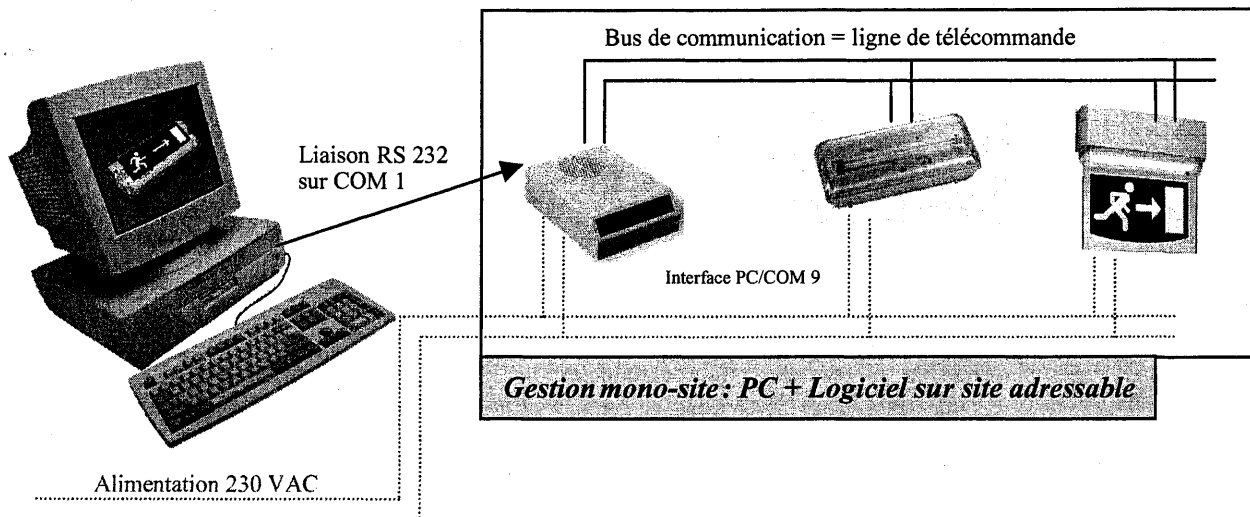 Bus de communication = ligne de télécommande
Liaison RS 232
sur COM 1
Interface PC/COM 9
Gestion mono-site : PC + Logiciel sur site adressable
Alimentation 230 VAC